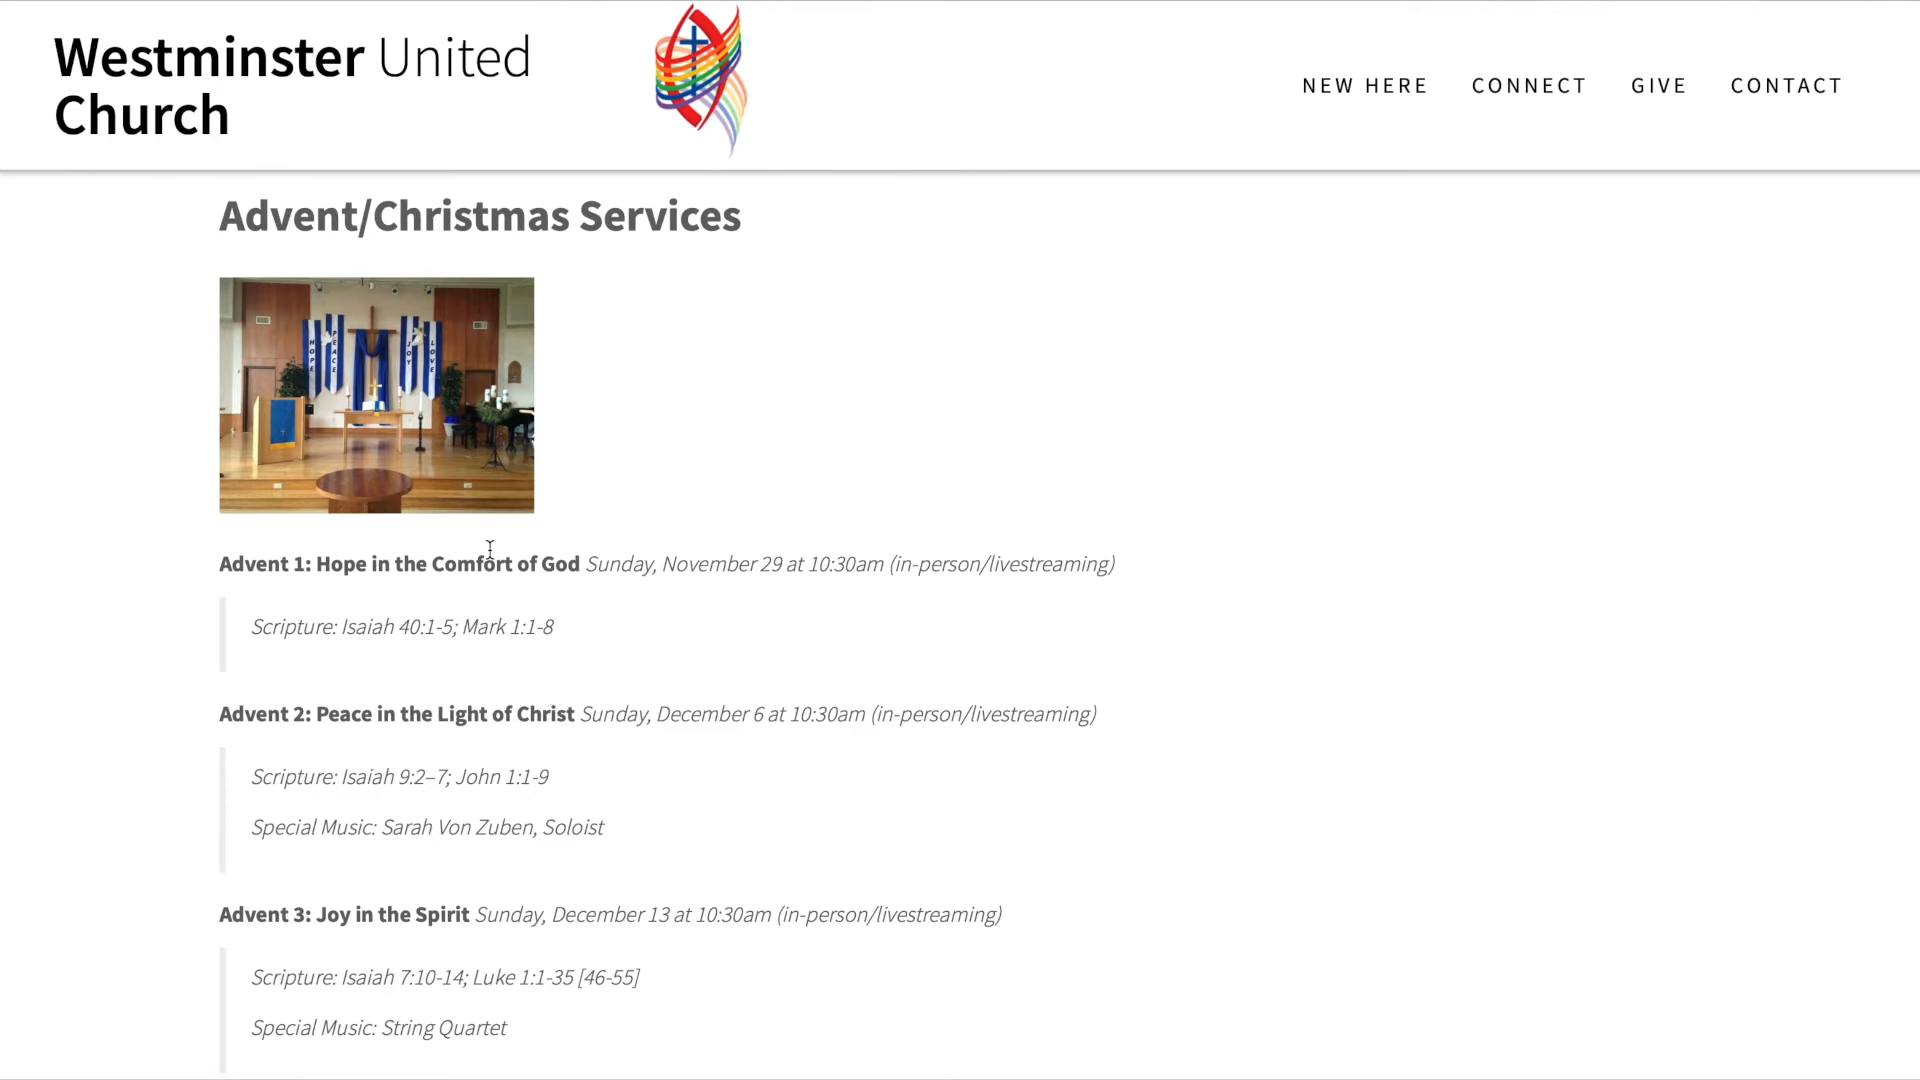 Westminster United
Church
NEW HERE CONNECT GIVE CONTACT
Advent/Christmas Services
HOPE
PEACE
JOY
LOVE
Advent 1: Hope in the Comfort of God Sunday, November 29 at 10:30am (in-person/livestreaming)
Scripture: Isaiah 40:1-5; Mark 1:1-8
Advent 2: Peace in the Light of Christ Sunday, December 6 at 10:30am (in-person/livestreaming)
Scripture: Isaiah 9:2–7; John 1:1-9
Special Music: Sarah Von Zuben, Soloist
Advent 3: Joy in the Spirit Sunday, December 13 at 10:30am (in-person/livestreaming)
Scripture: Isaiah 7:10-14; Luke 1:1-35 [46-55]
Special Music: String Quartet